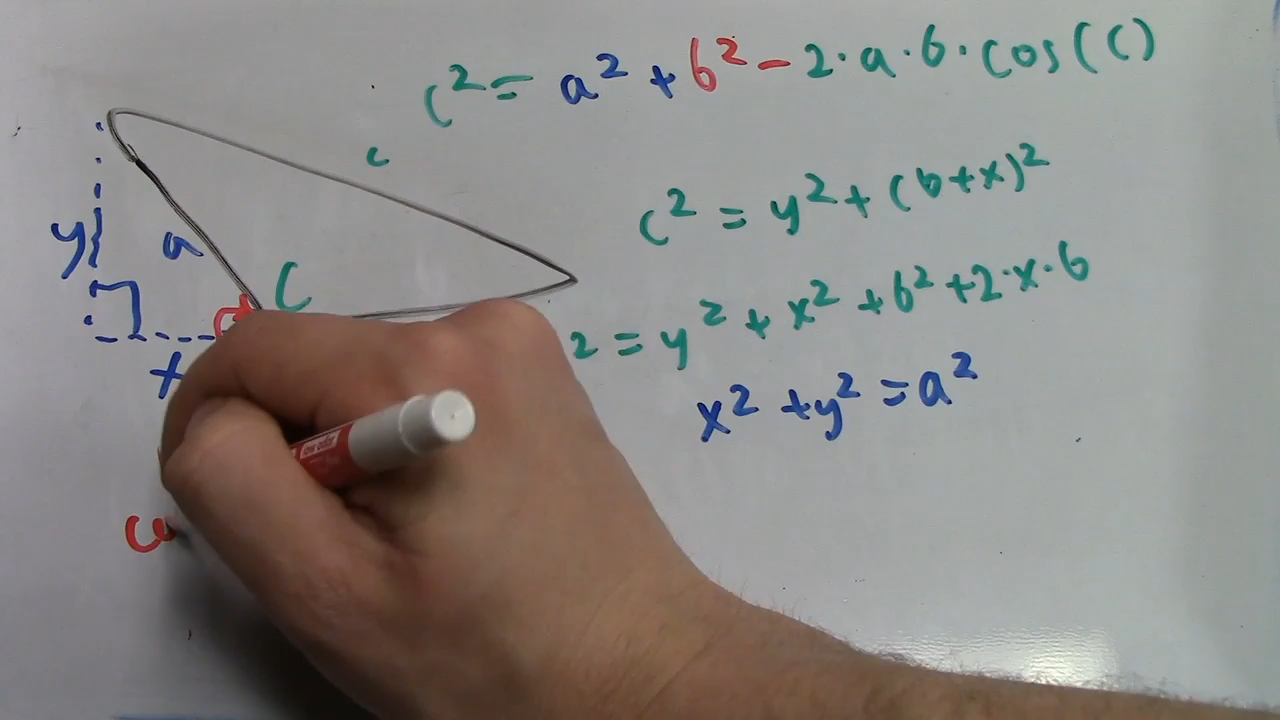 c² = a² + b² - 2·a·b·cos(C)
c
c² = y² + (b+x)²
y
a
C
² = y² + x² + b² + 2·x·b
x
x² + y² = a²